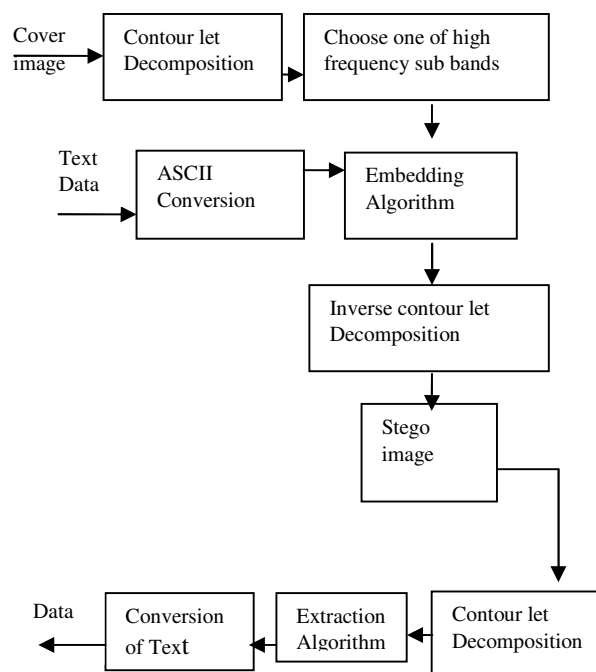 Cover
image
Contour let
Decomposition
Choose one of high
frequency sub bands
Text
Data
ASCII
Conversion
Embedding
Algorithm
Inverse contour let
Decomposition
Stego
image
Data
Conversion
of Text
Extraction
Algorithm
Contour let
Decomposition